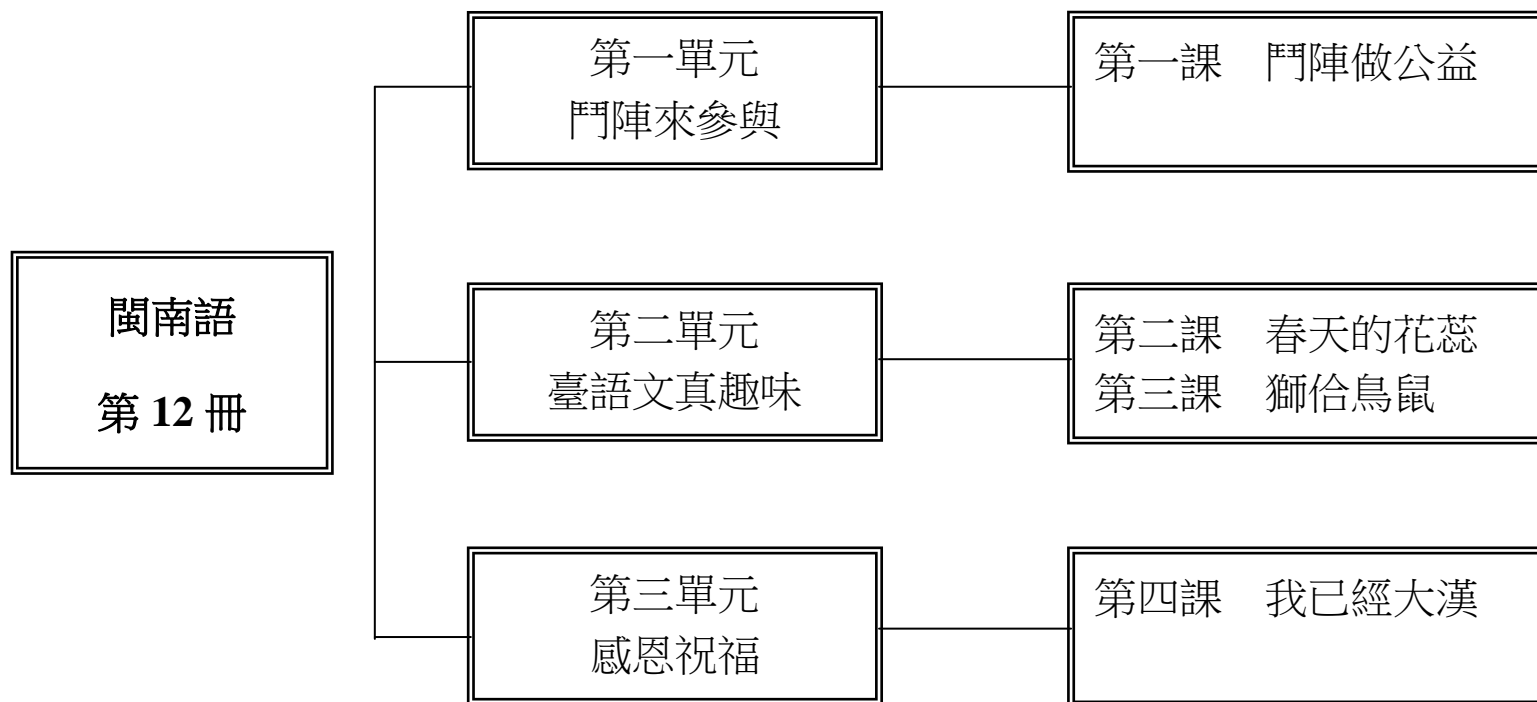 閩南語
第 12 冊
第一單元
鬥陣來參與
第一課　鬥陣做公益
第二單元
臺語文真趣味
第二課　春天的花蕊
第三課　獅佮鳥鼠
第三單元
感恩祝福
第四課　我已經大漢